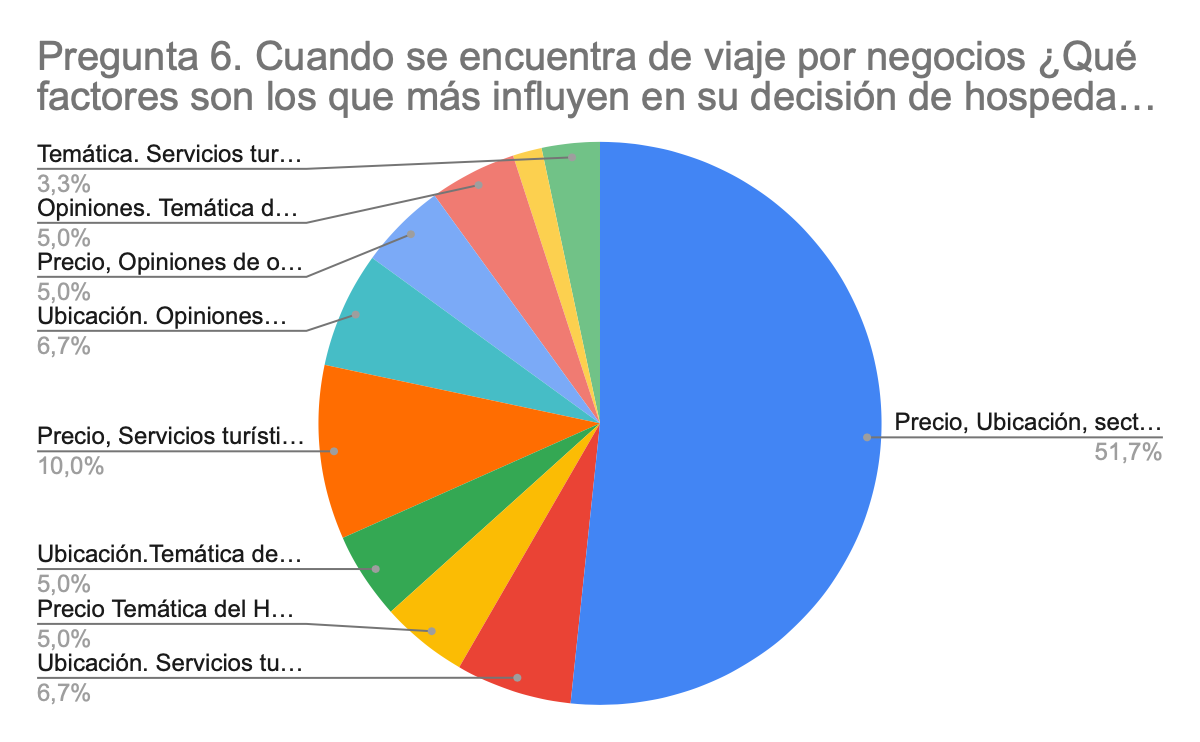 Pregunta 6. Cuando se encuentra de viaje por negocios ¿Qué
factores son los que más influyen en su decisión de hospeda…
Temática. Servicios tur…
3,3%
Opiniones. Temática d…
5,0%
Precio, Opiniones de o…
5,0%
Ubicación. Opiniones…
6,7%
Precio, Servicios turísti…
10,0%
Ubicación.Temática de…
5,0%
Precio Temática del H…
5,0%
Ubicación. Servicios tu…
6,7%
Precio, Ubicación, sect…
51,7%